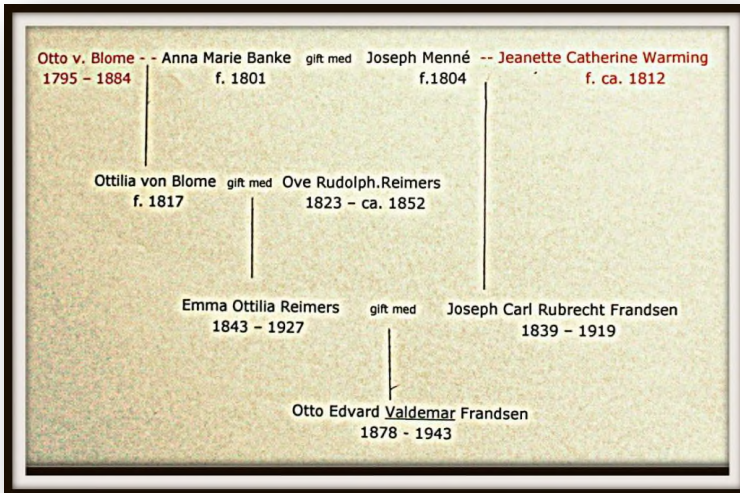 Otto v. Blome - - Anna Marie Banke gift med Joseph Menné -- Jeanette Catherine Warming
1795 – 1884 f. 1801 f.1804 f. ca. 1812
Ottilia von Blome gift med Ove Rudolph.Reimers
f. 1817 1823 – ca. 1852
Emma Ottilia Reimers gift med Joseph Carl Rubrecht Frandsen
1843 – 1927 1839 – 1919
Otto Edvard Valdemar Frandsen
1878 - 1943